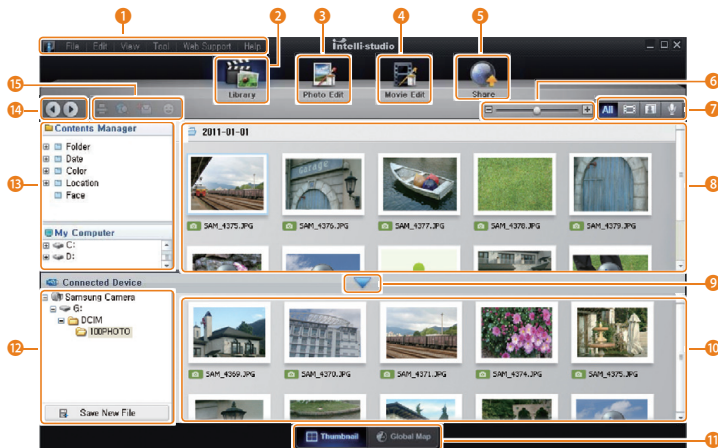 1 2 3 4 5
File Edit View Tool Web Support Help
intelli-studio
Library Photo Edit Movie Edit Share
15
6
14
All
7
Contents Manager
2011-01-01
Folder
Date
Color
Location
Face
13
8
SAM_4375.JPG SAM_4376.JPG SAM_4377.JPG SAM_4378.JPG SAM_4379.JPG
My Computer
C:
D:
Connected Device
9
Samsung Camera
G:
DCIM
100PHOTO
12
10
SAM_4369.JPG SAM_4370.JPG SAM_4371.JPG SAM_4374.JPG SAM_4375.JPG
Save New File
Thumbnail Global Map
11